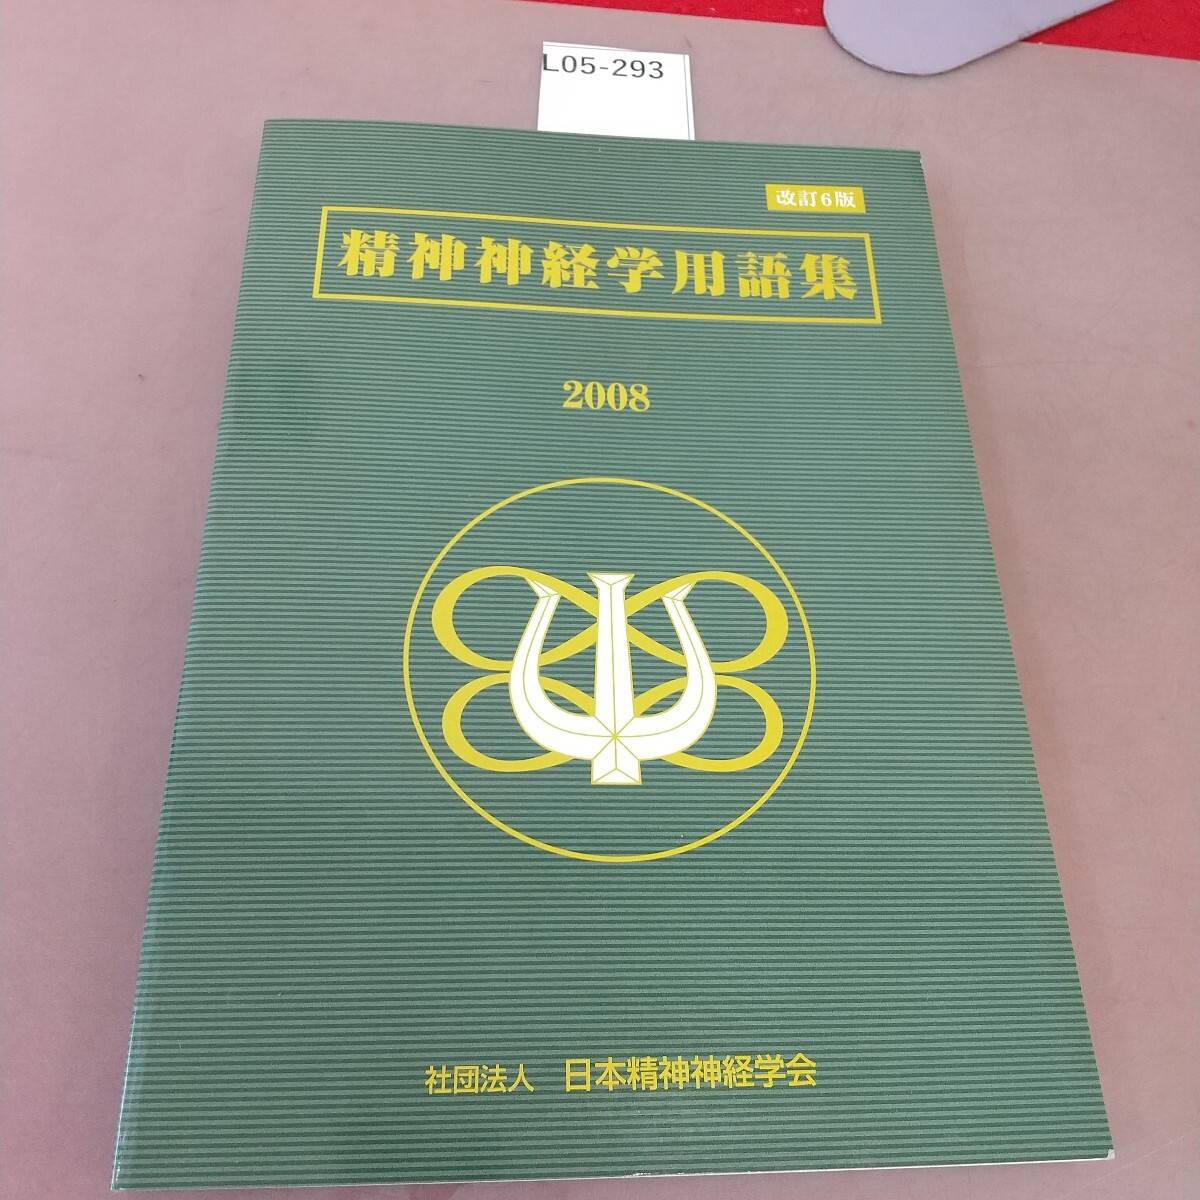 L05-293
改訂6版
精神神経学用語集
2008
社団法人 日本精神神経学会